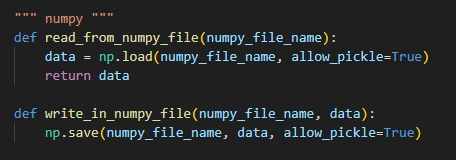 """ numpy """
def read_from_numpy_file(numpy_file_name):
    data = np.load(numpy_file_name, allow_pickle=True)
    return data
def write_in_numpy_file(numpy_file_name, data):
    np.save(numpy_file_name, data, allow_pickle=True)